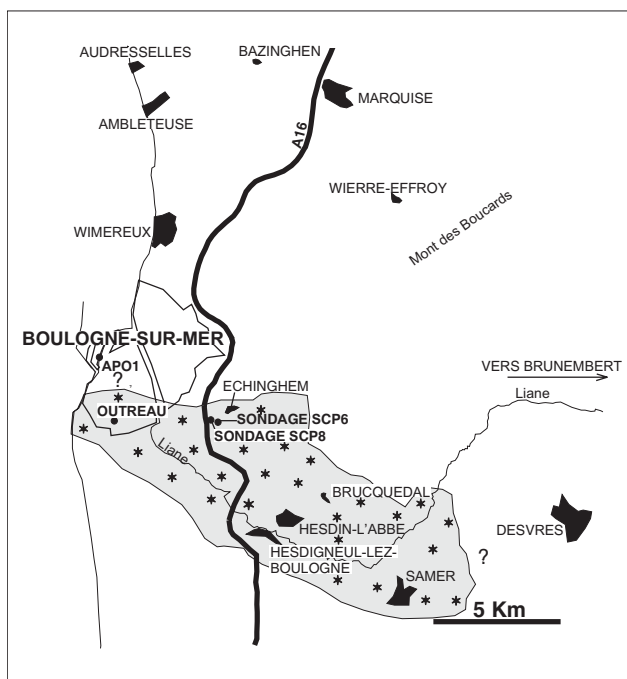 AUDRESSELLES
BAZINGHEN
MARQUISE
AMBLETEUSE
A16
WIERRE-EFFROY
Mont des Boucards
WIMEREUX
BOULOGNE-SUR-MER
APO1
?
VERS BRUNEMBERT
Liane
ECHINGHEM
OUTREAU
SONDAGE SCP6
SONDAGE SCP8
Liane
BRUCQUEDAL
HESDIN-L'ABBE
DESVRES
HESDIGNEUL-LEZ-
BOULOGNE
?
SAMER
5 Km